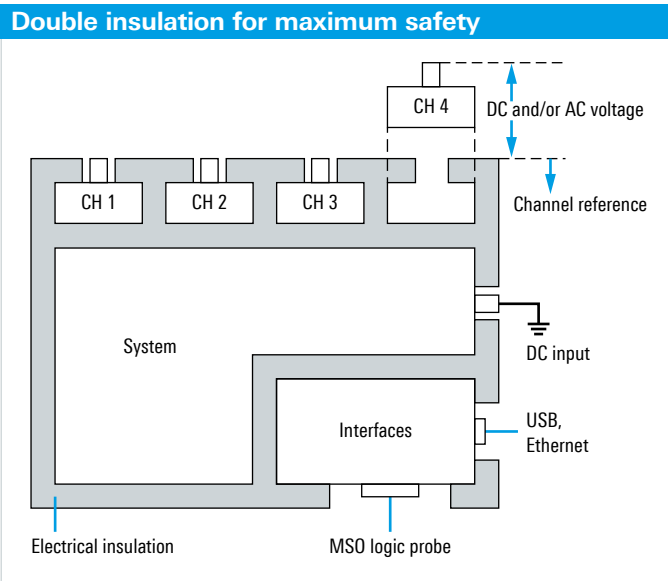 Double insulation for maximum safety
CH 4
DC and/or AC voltage
CH 1
CH 2
CH 3
Channel reference
System
DC input
Interfaces
USB,
Ethernet
Electrical insulation
MSO logic probe